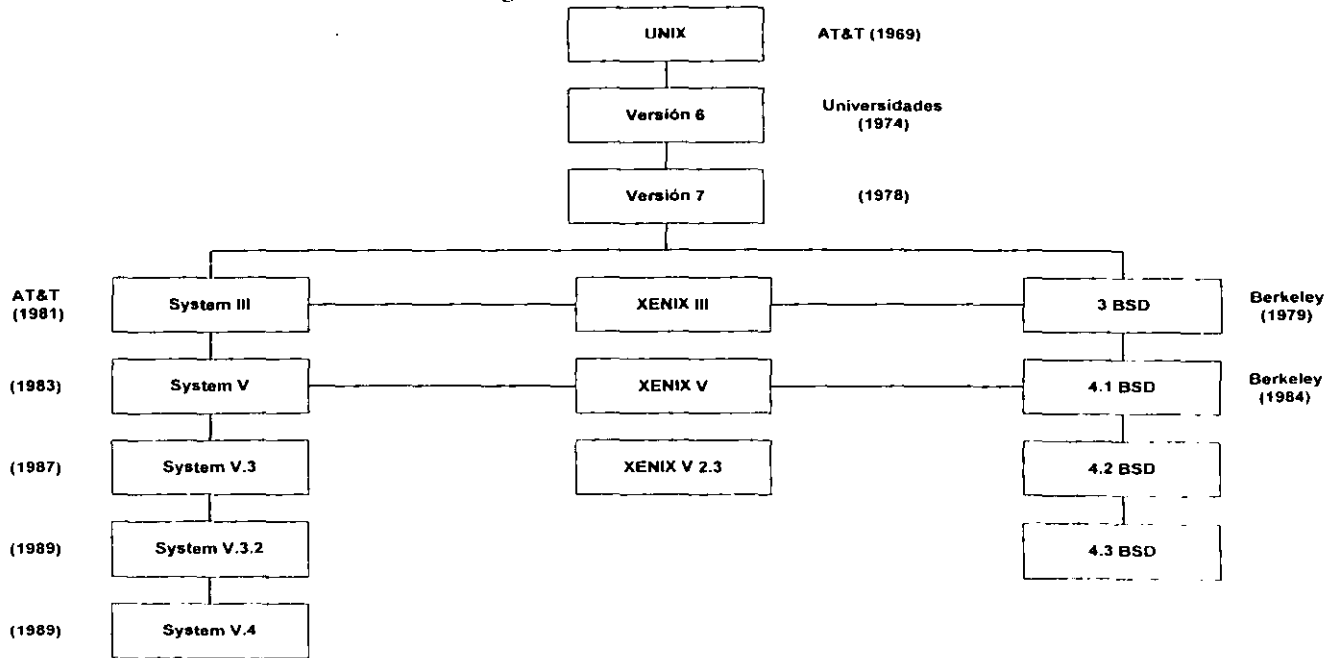 UNIX
AT&T (1969)
Versión 6
Universidades
(1974)
Versión 7
(1978)
AT&T
(1981)
System III
XENIX III
3 BSD
Berkeley
(1979)
(1983)
System V
XENIX V
4.1 BSD
Berkeley
(1984)
(1987)
System V.3
XENIX V 2.3
4.2 BSD
(1989)
System V.3.2
4.3 BSD
(1989)
System V.4